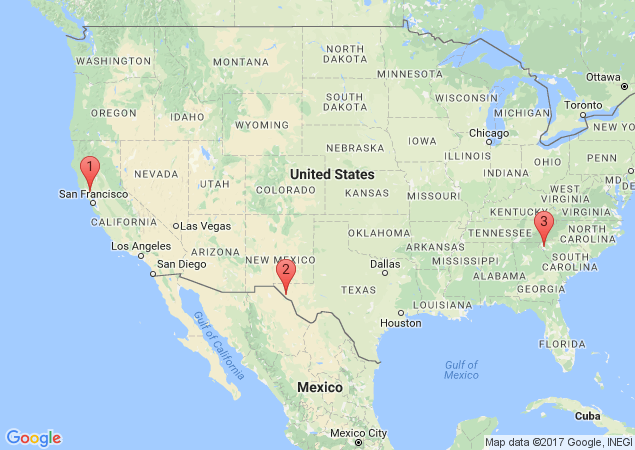 NORTH
DAKOTA
WASHINGTON
MONTANA
MINNESOTA
Ottawa
SOUTH
DAKOTA
WISCONSIN
MICHIGAN
Toronto
OREGON
IDAHO
WYOMING
NEW YO
Chicago
IOWA
NEBRASKA
ILLINOIS
OHIO
PENN
INDIANA
MD
1
NEVADA
UTAH
United States
COLORADO
KANSAS
MISSOURI
WEST
VIRGINIA
San Francisco
KENTUCKY
VIRGINIA
3
CALIFORNIA
Las Vegas
OKLAHOMA
TENNESSEE
NORTH
CAROLINA
Los Angeles
ARIZONA
NEW MEXICO
ARKANSAS
MISSISSIPPI
SOUTH
CAROLINA
San Diego
2
Dallas
ALABAMA
GEORGIA
TEXAS
LOUISIANA
Gulf of
California
Houston
FLORIDA
Gulf of
Mexico
Mexico
Cuba
Mexico City
Google
Map data ©2017 Google, INEGI